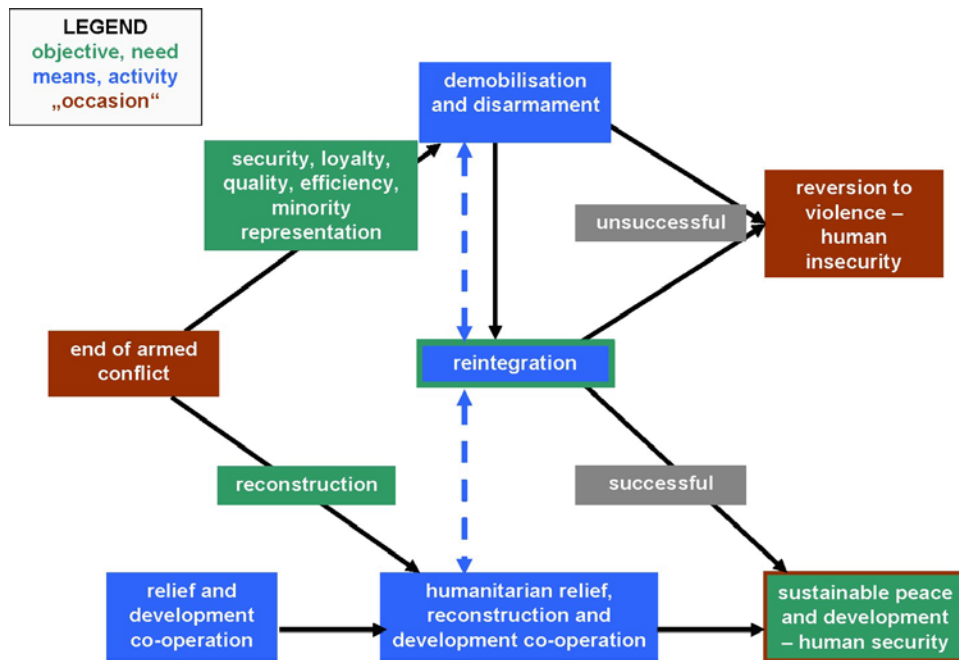 LEGEND
objective, need
means, activity
„occasion“
demobilisation
and disarmament
security, loyalty,
quality, efficiency,
minority
representation
unsuccessful
reversion to
violence –
human
insecurity
end of armed
conflict
reintegration
reconstruction
successful
relief and
development
co-operation
humanitarian relief,
reconstruction and
development co-operation
sustainable peace
and development
– human security